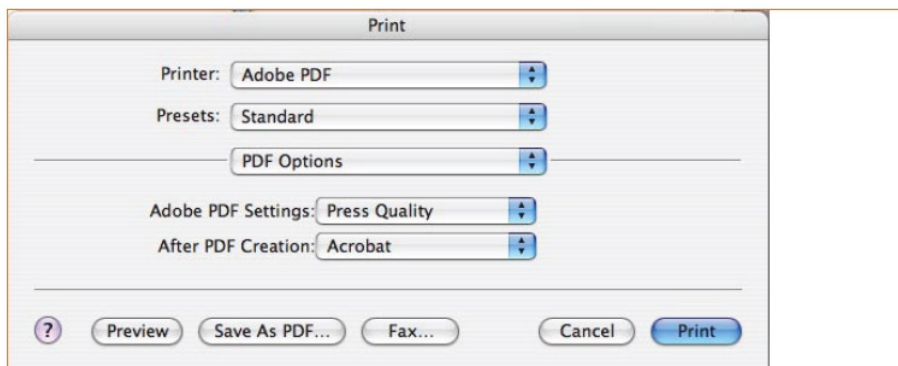 Print
Printer: Adobe PDF
Presets: Standard
PDF Options
Adobe PDF Settings: Press Quality
After PDF Creation: Acrobat
? Preview Save As PDF... Fax... Cancel Print